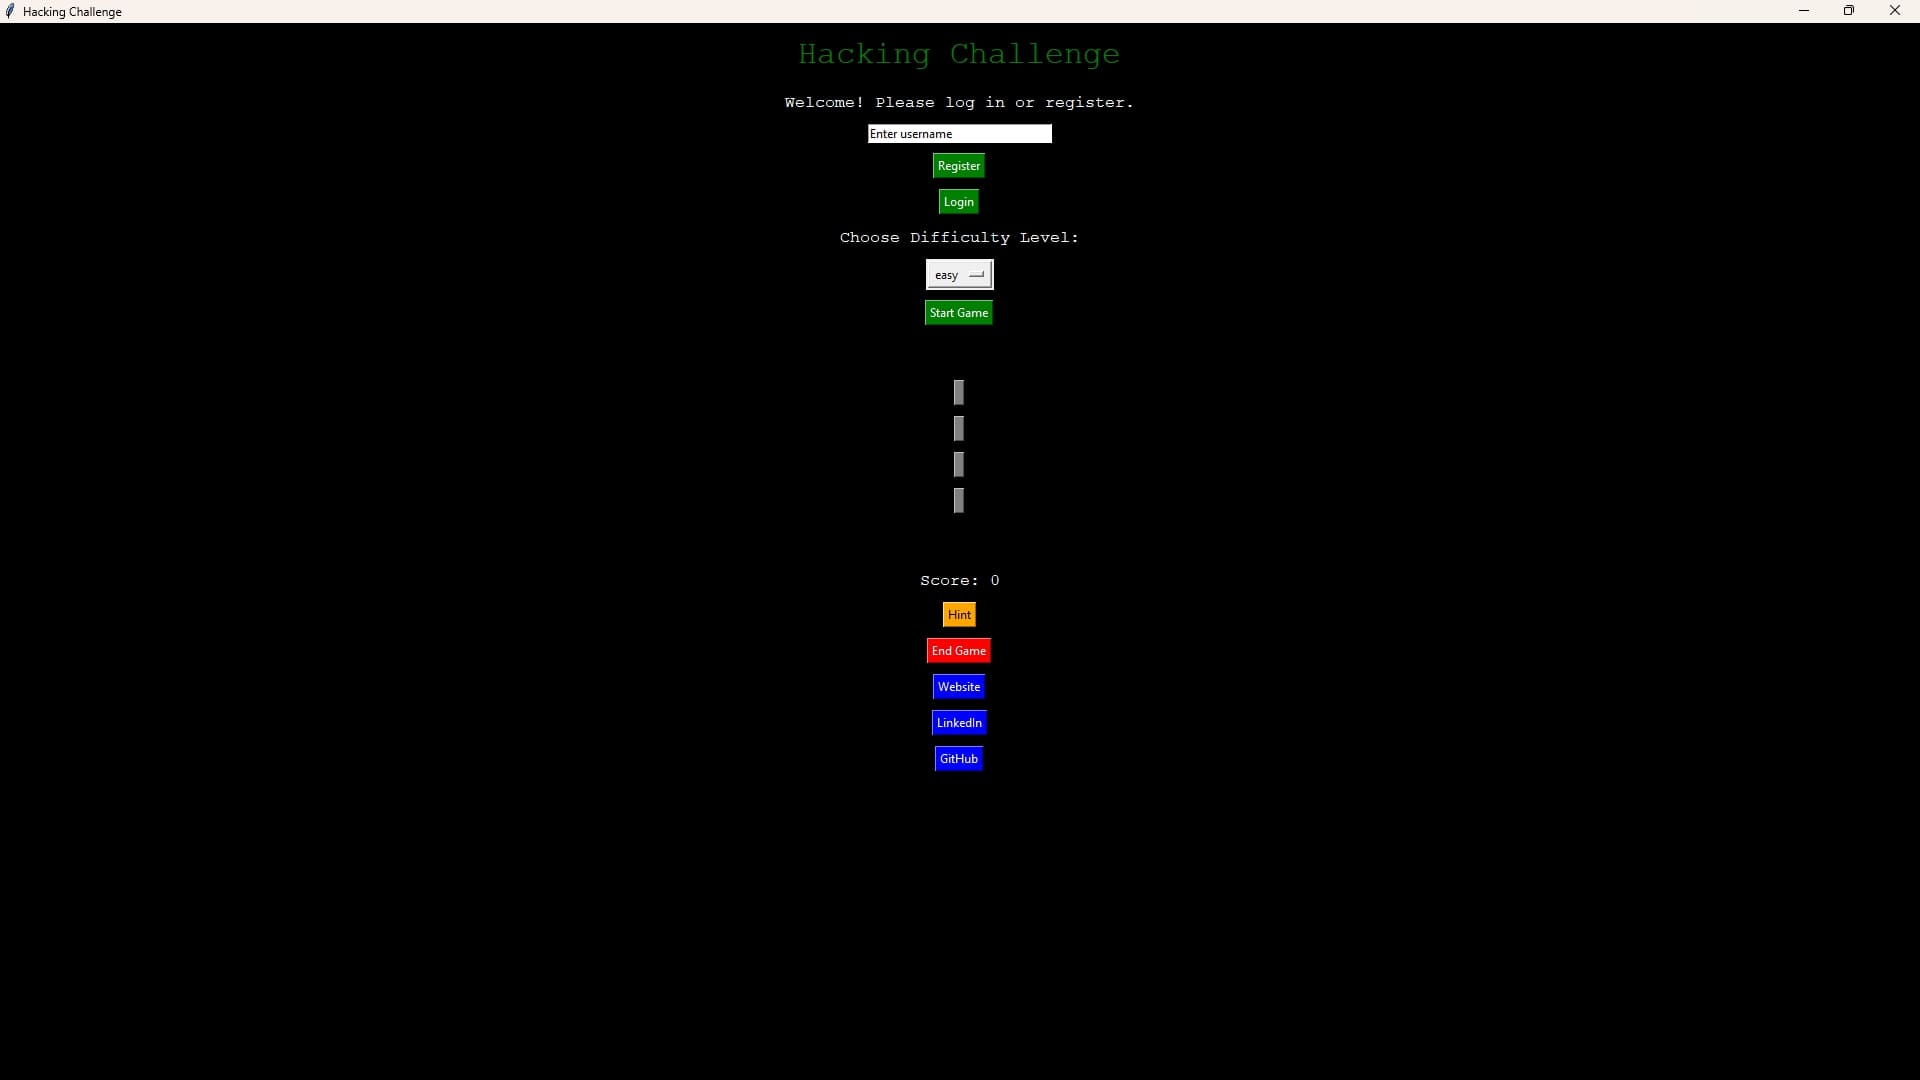 Hacking Challenge
Hacking Challenge
Welcome! Please log in or register.
Enter username
Register
Login
Choose Difficulty Level:
easy
Start Game
Score: 0
Hint
End Game
Website
LinkedIn
GitHub